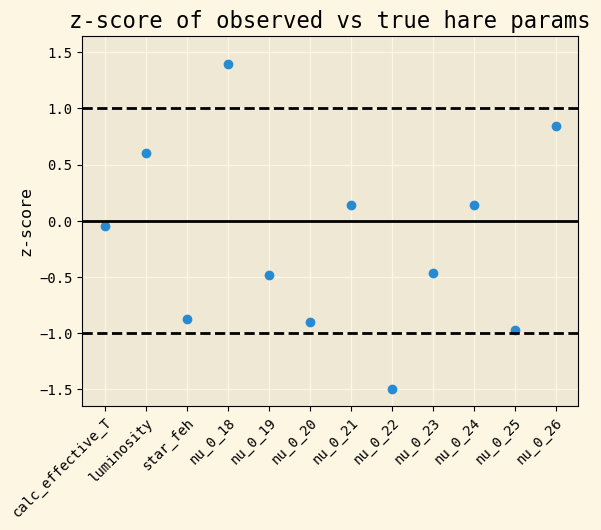 z-score of observed vs true hare params
z-score
1.5
1.0
0.5
0.0
−0.5
−1.0
−1.5
calc_effective_T
luminosity
star_feh
nu_0_18
nu_0_19
nu_0_20
nu_0_21
nu_0_22
nu_0_23
nu_0_24
nu_0_25
nu_0_26